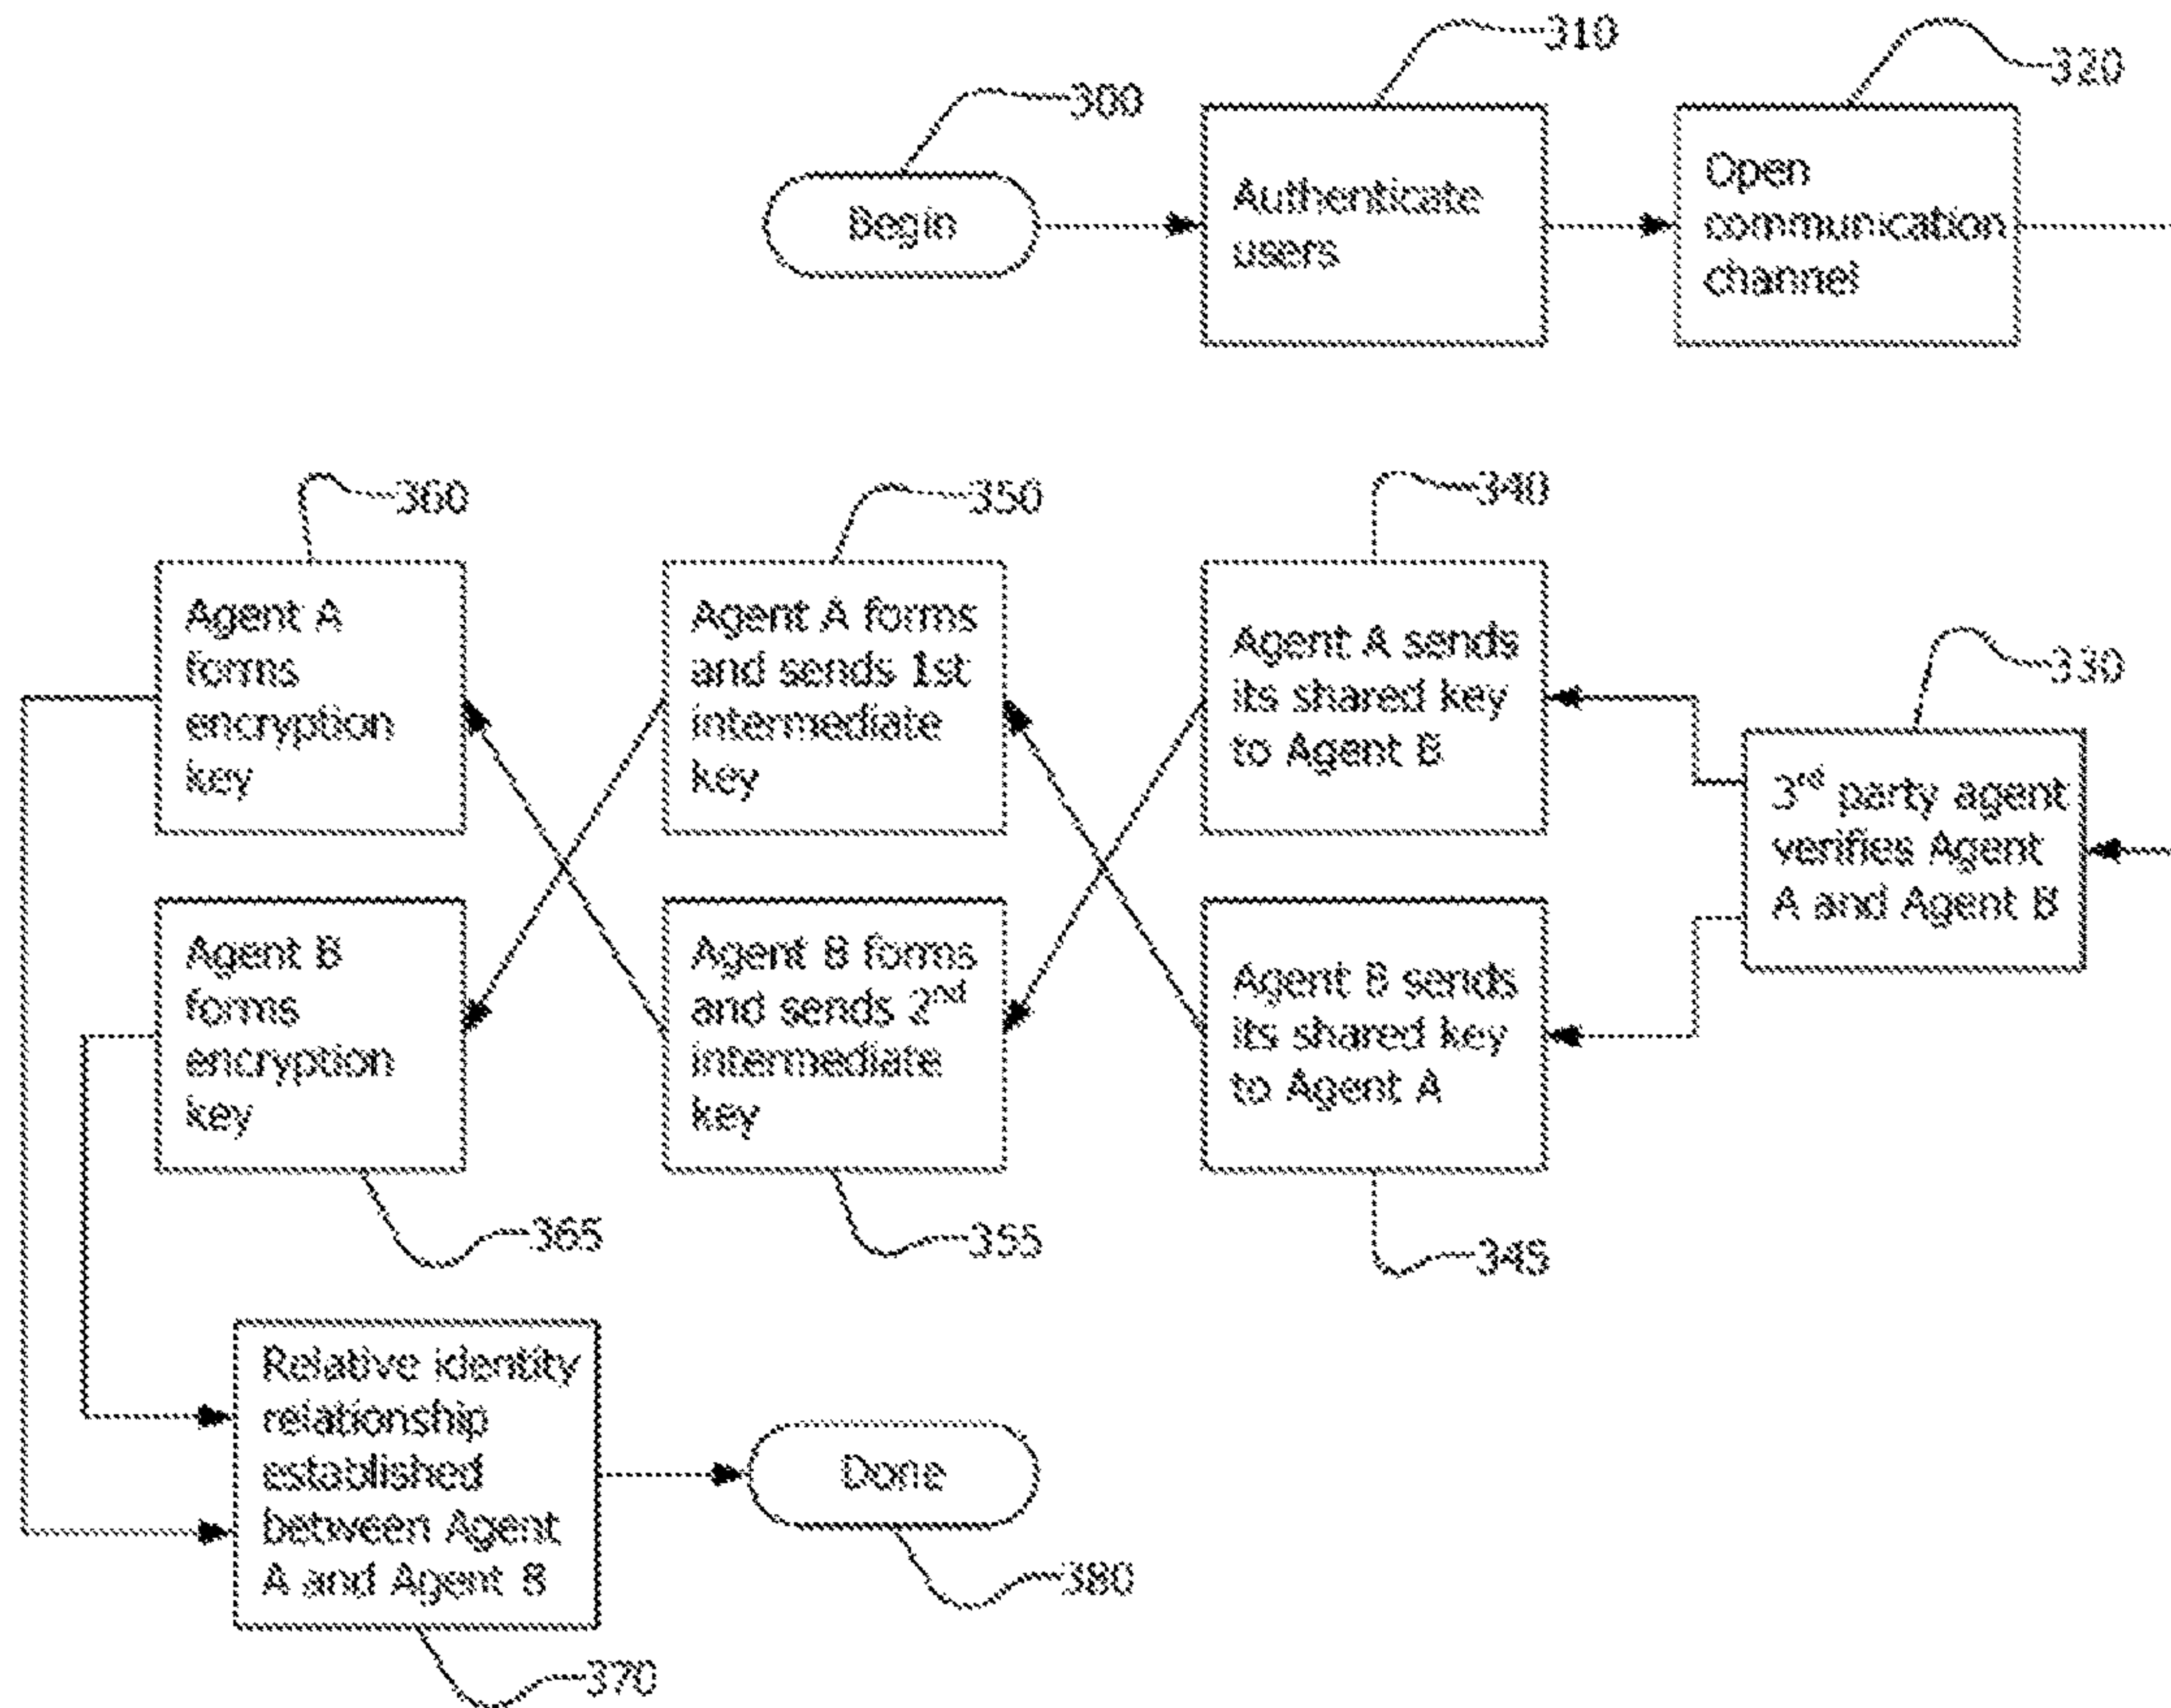 300
310
320
Begin
Authenticate
users
Open
communication
channel
330
3rd party agent
verifies Agent
A and Agent B
340
Agent A sends
its shared key
to Agent B
345
Agent B sends
its shared key
to Agent A
350
Agent A forms
and sends 1st
intermediate
key
355
Agent B forms
and sends 2nd
intermediate
key
360
Agent A
forms
encryption
key
365
Agent B
forms
encryption
key
Relative identity
relationship
established
between Agent
A and Agent B
370
Done
380